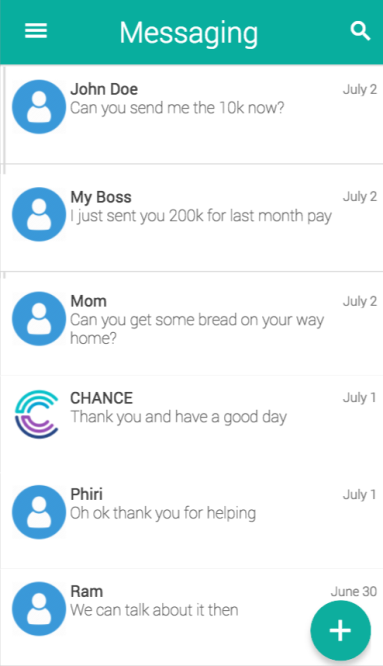 Messaging
John Doe
July 2
Can you send me the 10k now?
My Boss
July 2
I just sent you 200k for last month pay
Mom
July 2
Can you get some bread on your way
home?
CHANCE
July 1
Thank you and have a good day
Phiri
July 1
Oh ok thank you for helping
Ram
June 30
We can talk about it then